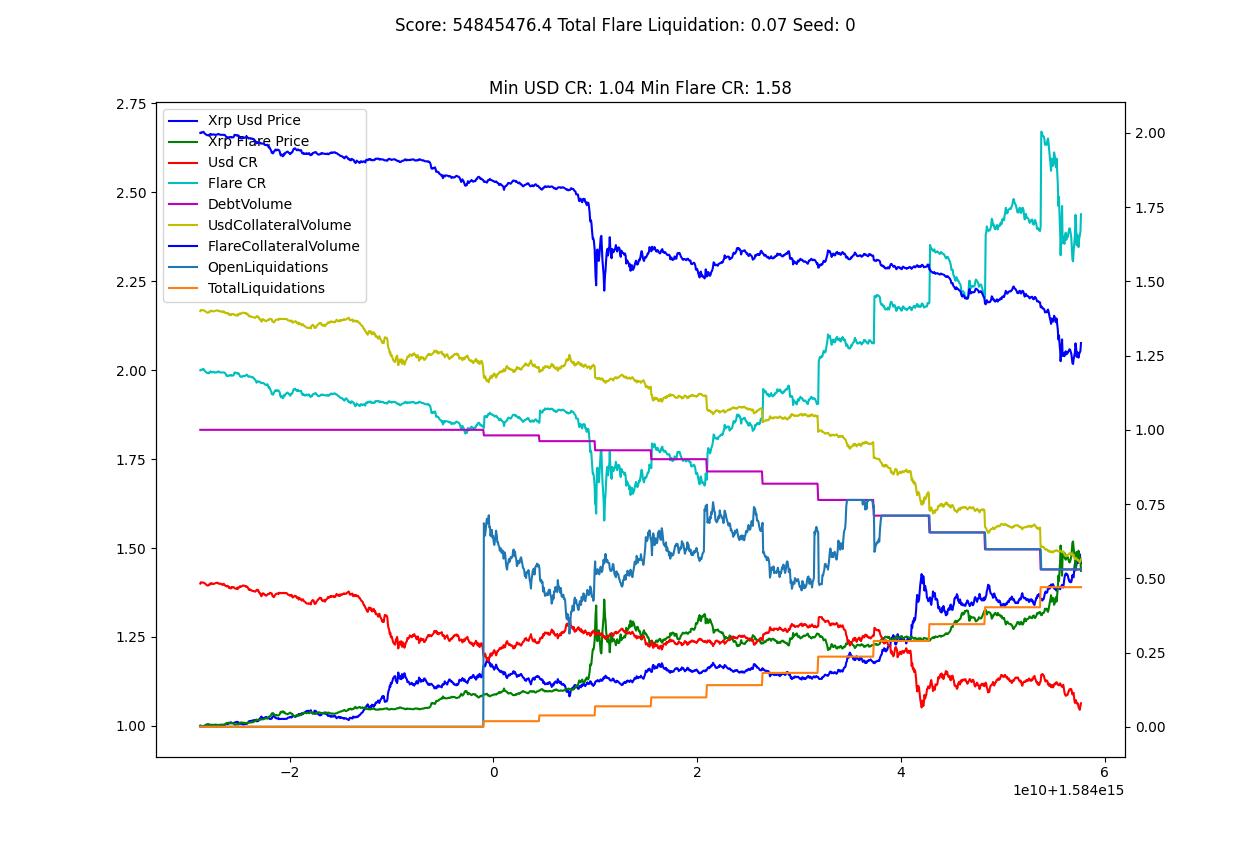 Score: 54845476.4 Total Flare Liquidation: 0.07 Seed: 0
Min USD CR: 1.04 Min Flare CR: 1.58
Xrp Usd Price
Xrp Flare Price
Usd CR
Flare CR
DebtVolume
UsdCollateralVolume
FlareCollateralVolume
OpenLiquidations
TotalLiquidations
2.75
2.50
2.25
2.00
1.75
1.50
1.25
1.00
2.00
1.75
1.50
1.25
1.00
0.75
0.50
0.25
0.00
−2 0 2 4 6
1e10+1.584e15